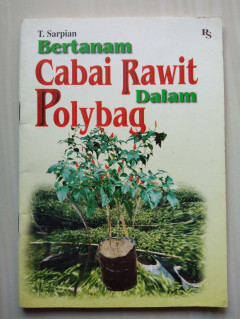 T. Sarpian
Bertanam
Cabai Rawit
Dalam
Polybag